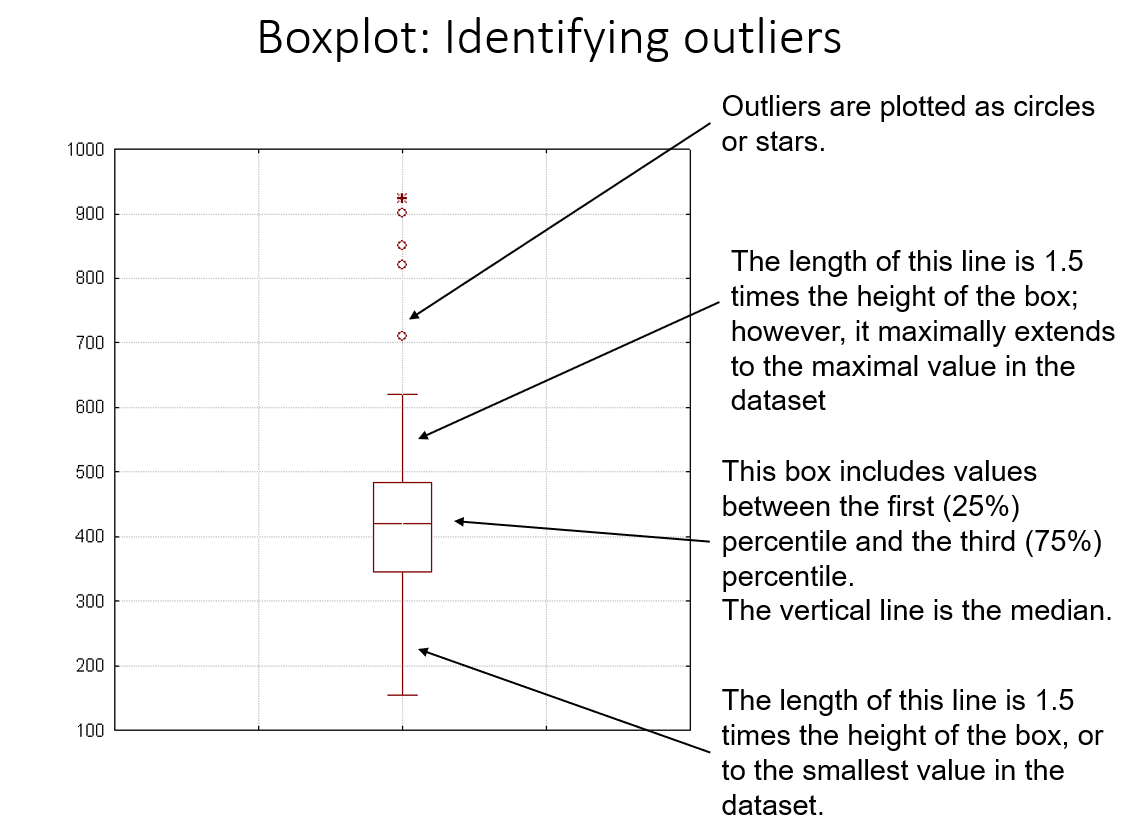 Boxplot: Identifying outliers
Outliers are plotted as circles
or stars.
1000
900
800
700
600
500
400
300
200
100
The length of this line is 1.5
times the height of the box;
however, it maximally extends
to the maximal value in the
dataset
This box includes values
between the first (25%)
percentile and the third (75%)
percentile.
The vertical line is the median.
The length of this line is 1.5
times the height of the box, or
to the smallest value in the
dataset.